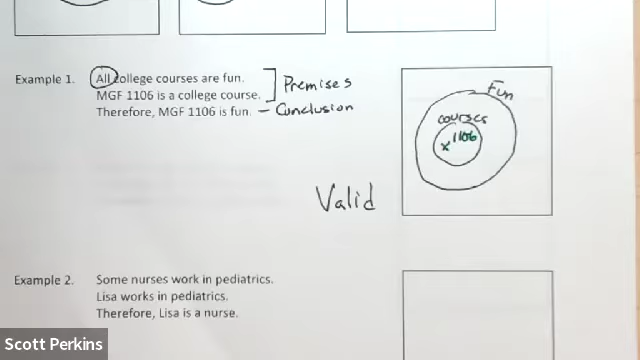 Example 1. All college courses are fun.
MGF 1106 is a college course.
Therefore, MGF 1106 is fun. — Conclusion
Premises
Fun
courses
x 1106
Valid
Example 2. Some nurses work in pediatrics.
Lisa works in pediatrics.
Therefore, Lisa is a nurse.
Scott Perkins